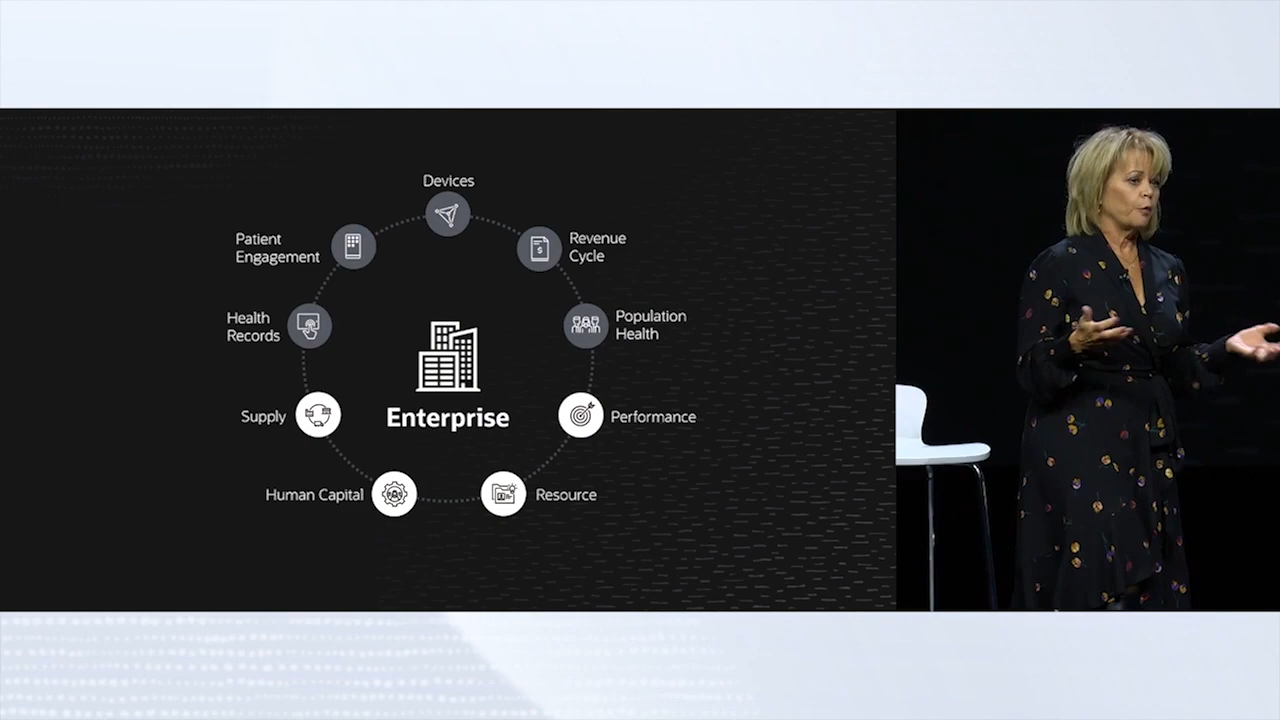 Devices
Patient
Engagement
Revenue
Cycle
Health
Records
Population
Health
Supply
Enterprise
Performance
Human Capital
Resource